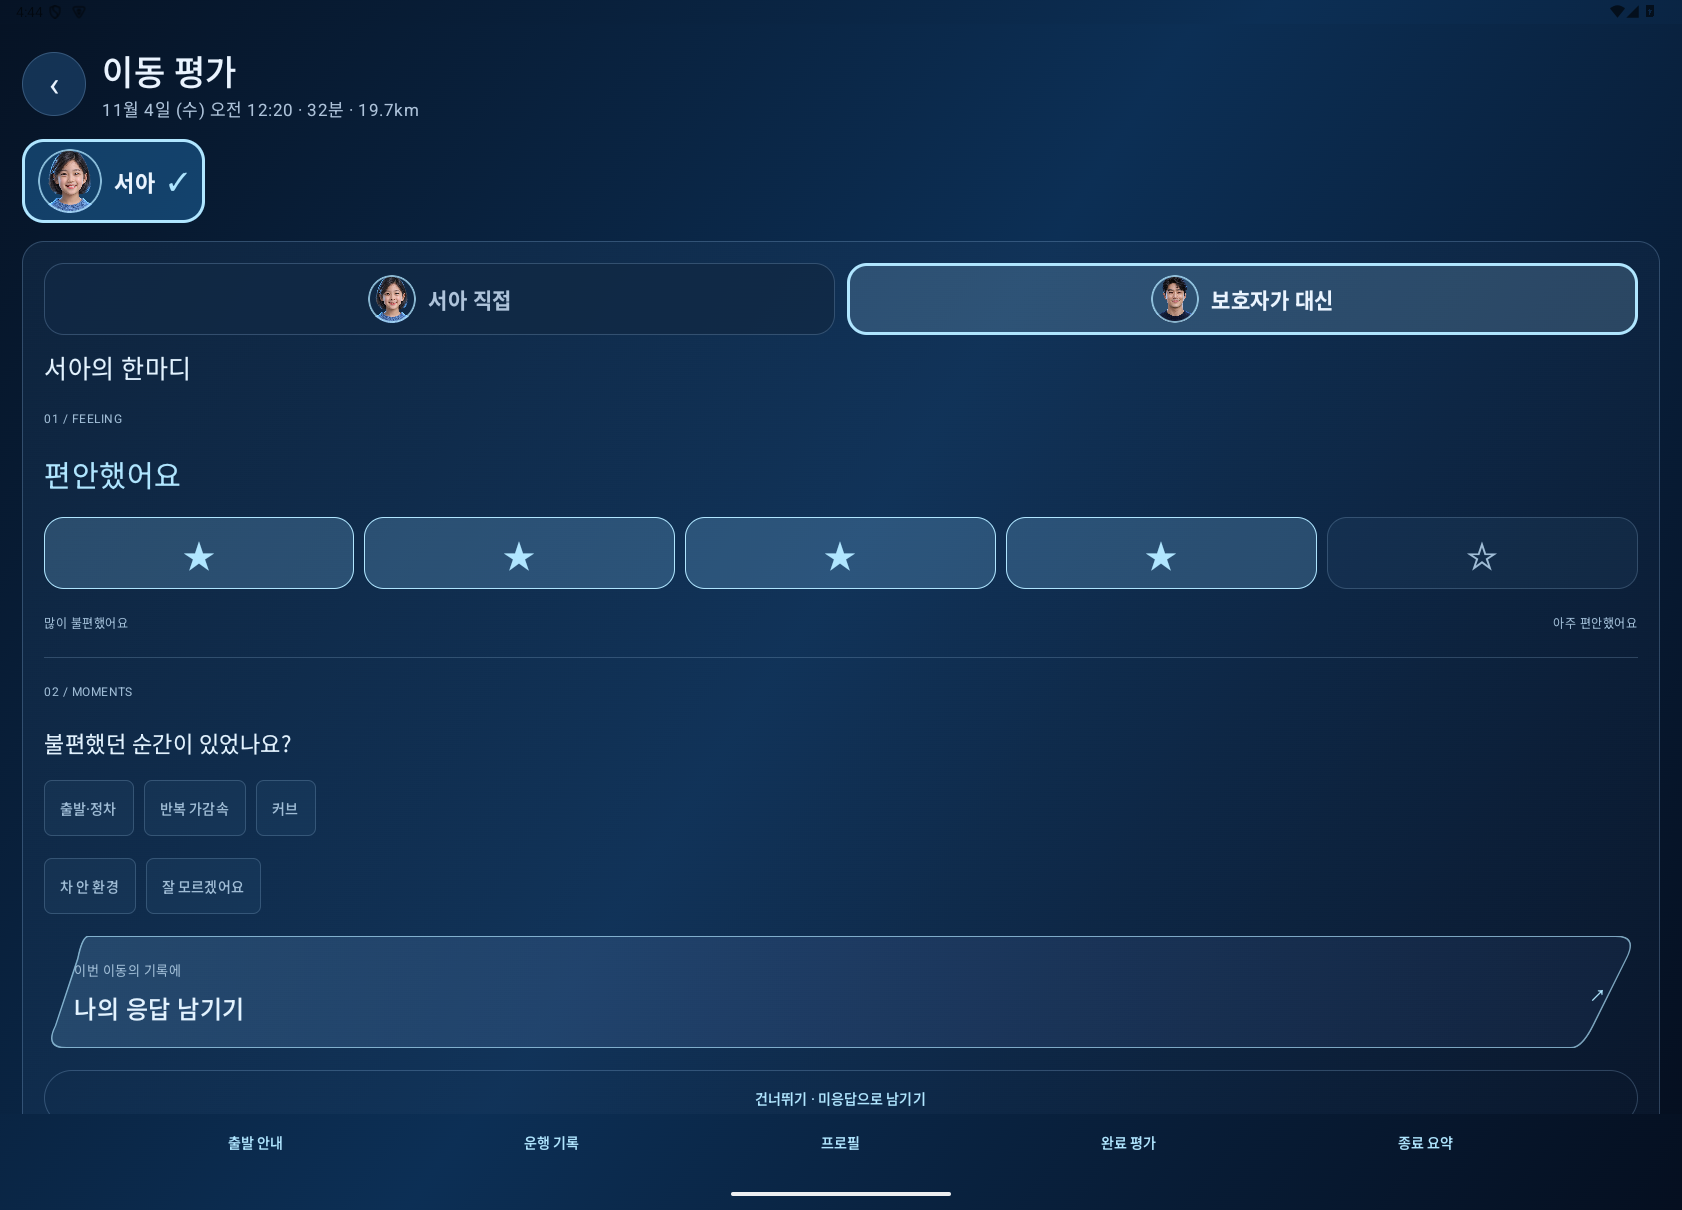 4:44
이동 평가
11월 4일 (수) 오전 12:20 · 32분 · 19.7km
서아 ✓
서아 직접
보호자가 대신
서아의 한마디
01 / FEELING
편안했어요
★ ★ ★ ★ ☆
많이 불편했어요
아주 편안했어요
02 / MOMENTS
불편했던 순간이 있었나요?
출발·정차
반복 가감속
커브
차 안 환경
잘 모르겠어요
이번 이동의 기록에
나의 응답 남기기
↗
건너뛰기 · 미응답으로 남기기
출발 안내
운행 기록
프로필
완료 평가
종료 요약